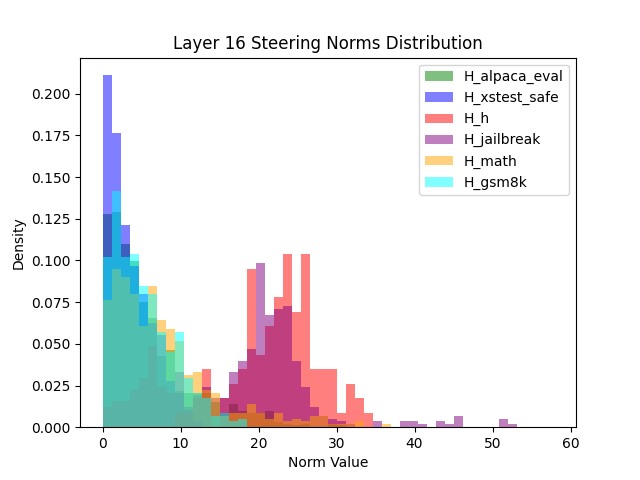 Layer 16 Steering Norms Distribution
H_alpaca_eval
H_xstest_safe
H_h
H_jailbreak
H_math
H_gsm8k
Density
0.200
0.175
0.150
0.125
0.100
0.075
0.050
0.025
0.000
0 10 20 30 40 50 60
Norm Value